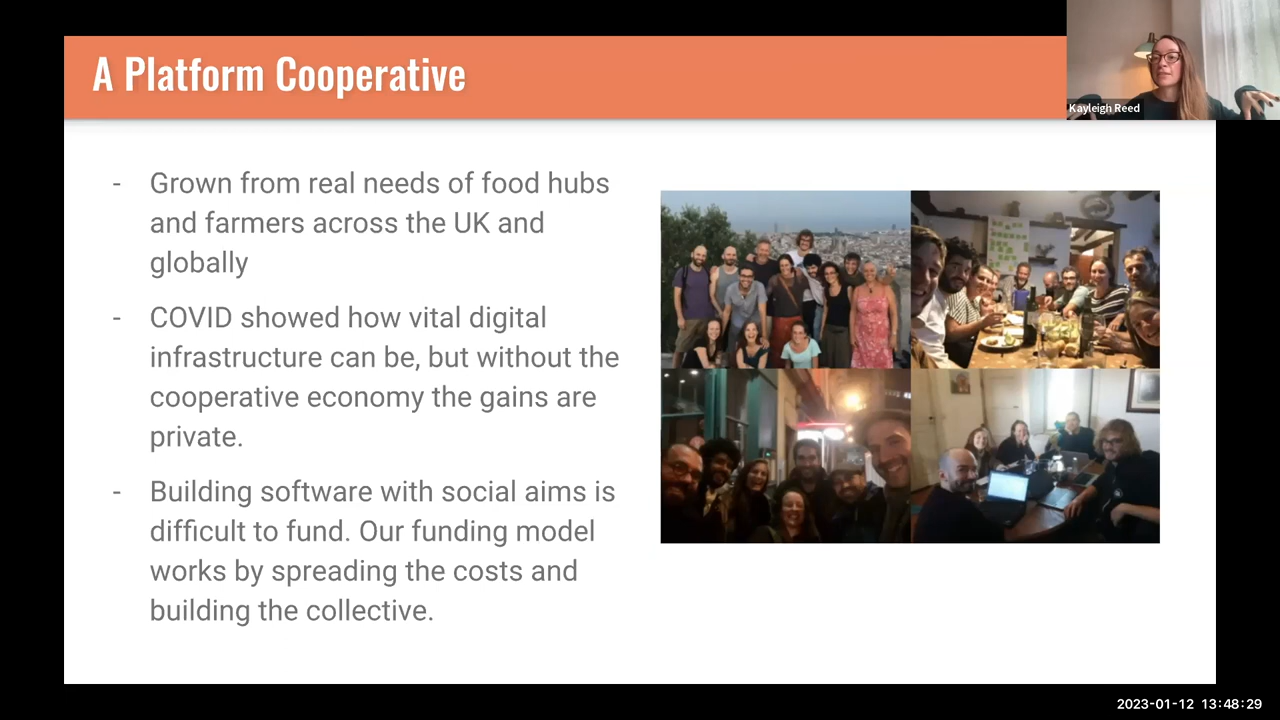 A Platform Cooperative
Kayleigh Reed
- Grown from real needs of food hubs
and farmers across the UK and
globally
- COVID showed how vital digital
infrastructure can be, but without the
cooperative economy the gains are
private.
- Building software with social aims is
difficult to fund. Our funding model
works by spreading the costs and
building the collective.
2023-01-12 13:48:29